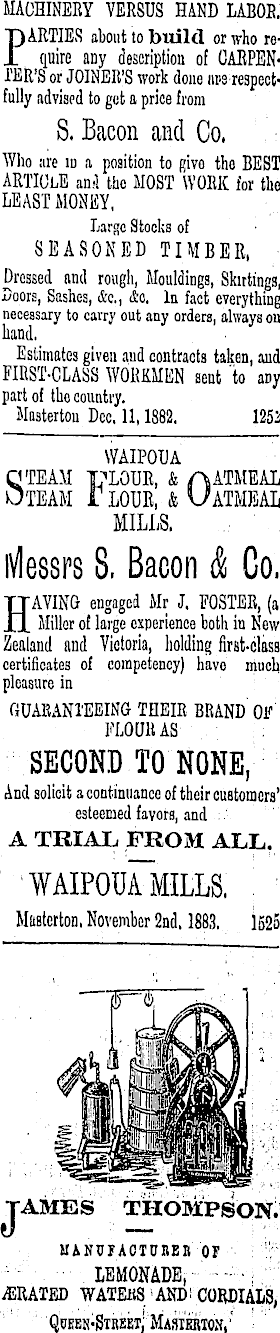 MACHINERY VERSUS HAND LABOR.
PARTIES about to build or who re-
quire any description of CARPEN-
TER'S or JOINER'S work done are respect-
fully advised to get a price from
S. Bacon and Co.
Who are in a position to give the BEST
ARTICLE and the MOST WORK for the
LEAST MONEY.
Large Stocks of
SEASONED TIMBER,
Dressed and rough, Mouldings, Skirtings,
Doors, Sashes, &c., &c. In fact everything
necessary to carry out any orders, always on
hand.
Estimates given and contracts taken, and
FIRST-CLASS WORKMEN sent to any
part of the country.
Masterton Dec, 11, 1882. 1252
WAIPOUA
STEAM FLOUR, & OATMEAL
STEAM FLOUR, & OATMEAL
MILLS.
Messrs S. Bacon & Co.
HAVING engaged Mr J. FOSTER, (a
Miller of large experience both in New
Zealand and Victoria, holding first-class
certificates of competency) have much
pleasure in
GUARANTEEING THEIR BRAND OF
FLOUR AS
SECOND TO NONE,
And solicit a continuance of their customers'
esteemed favors, and
A TRIAL FROM ALL.
WAIPOUA MILLS.
Masterton, November 2nd, 1883. 1525
JAMES THOMPSON.
MANUFACTURER OF
LEMONADE,
ÆRATED WATERS AND CORDIALS,
QUEEN-STREET, MASTERTON,